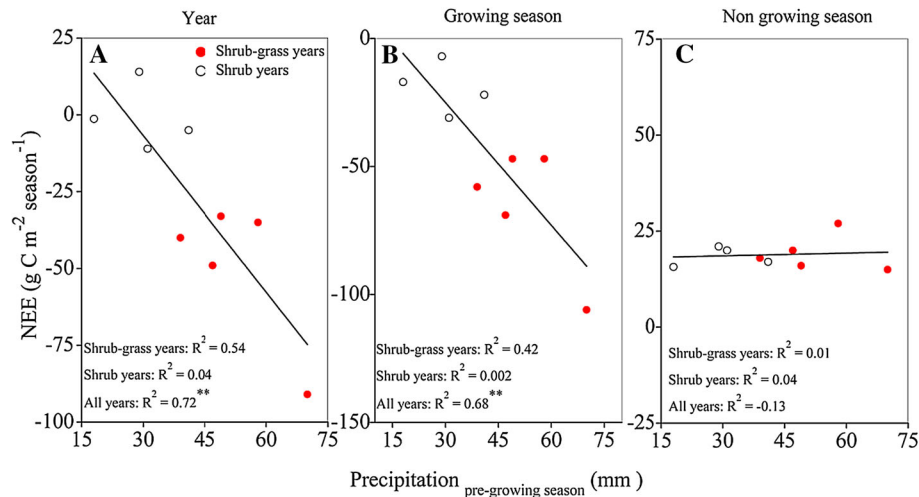 Year
Growing season
Non growing season
A
Shrub-grass years
Shrub years
B
C
NEE (g C m⁻² season⁻¹)
25
0
-25
-50
-75
-100
Shrub-grass years: R² = 0.54
Shrub years: R² = 0.04
All years: R² = 0.72**
15 30 45 60 75
0
-50
-100
-150
Shrub-grass years: R² = 0.42
Shrub years: R² = 0.002
All years: R² = 0.68**
15 30 45 60 75
75
50
25
0
-25
Shrub-grass years: R² = 0.01
Shrub years: R² = 0.04
All years: R² = -0.13
15 30 45 60 75
Precipitation pre-growing season (mm)